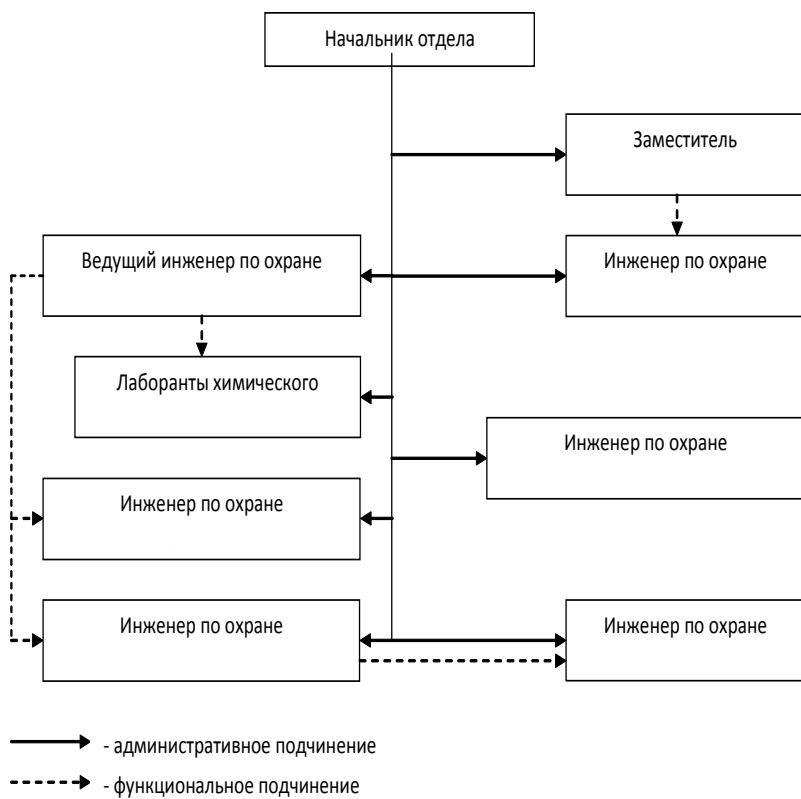 Начальник отдела
Заместитель
Ведущий инженер по охране
Инженер по охране
Лаборанты химического
Инженер по охране
Инженер по охране
Инженер по охране
Инженер по охране
- административное подчинение
- функциональное подчинение